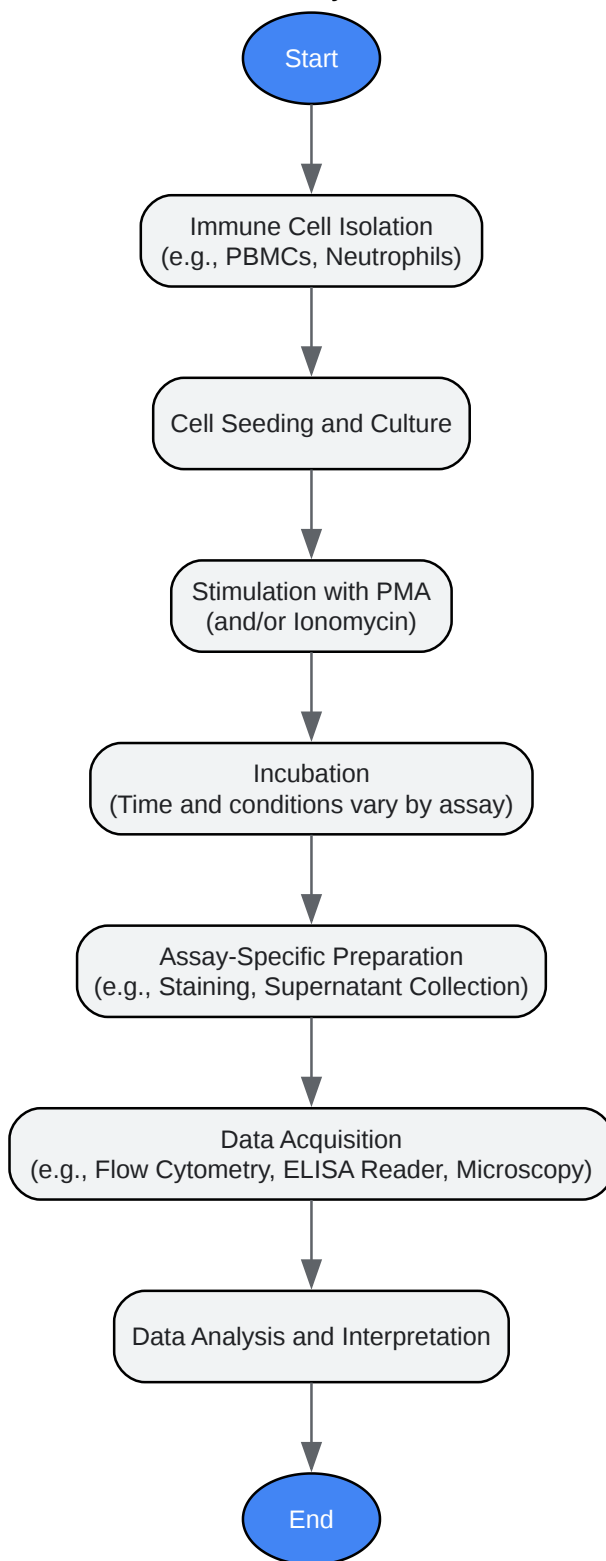 Start
Immune Cell Isolation
(e.g., PBMCs, Neutrophils)
Cell Seeding and Culture
Stimulation with PMA
(and/or Ionomycin)
Incubation
(Time and conditions vary by assay)
Assay-Specific Preparation
(e.g., Staining, Supernatant Collection)
Data Acquisition
(e.g., Flow Cytometry, ELISA Reader, Microscopy)
Data Analysis and Interpretation
End